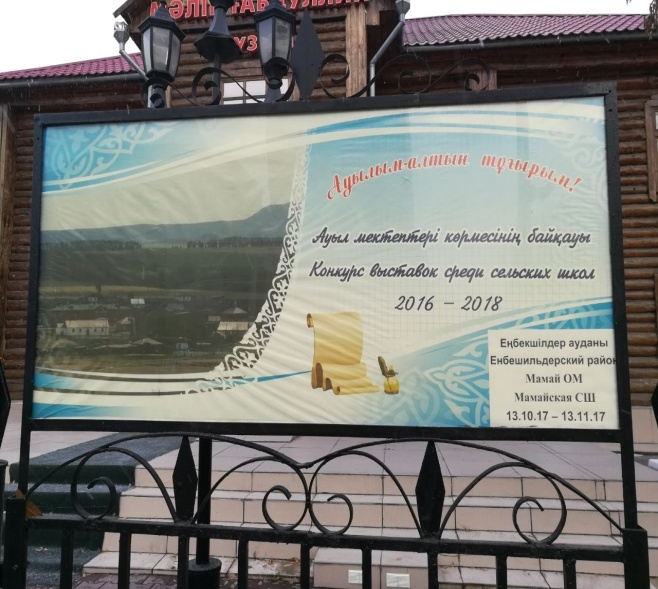 Ауылым-алтын тұғырым!
Ауыл мектептері көрмесінің байқауы
Конкурс выставок среди сельских школ
2016 – 2018
Еңбекшілдер ауданы
Енбешильдерский район
Мамай ОМ
Мамайская СШ
13.10.17 – 13.11.17